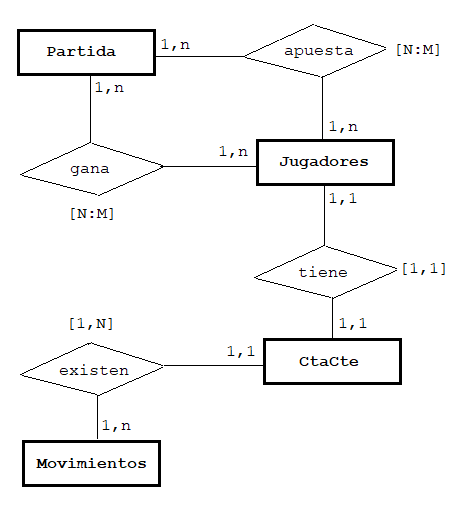 Partida
1,n
apuesta
[N:M]
1,n
1,n
gana
1,n
Jugadores
[N:M]
1,1
tiene
[1,1]
[1,N]
1,1
existen
1,1
CtaCte
1,n
Movimientos